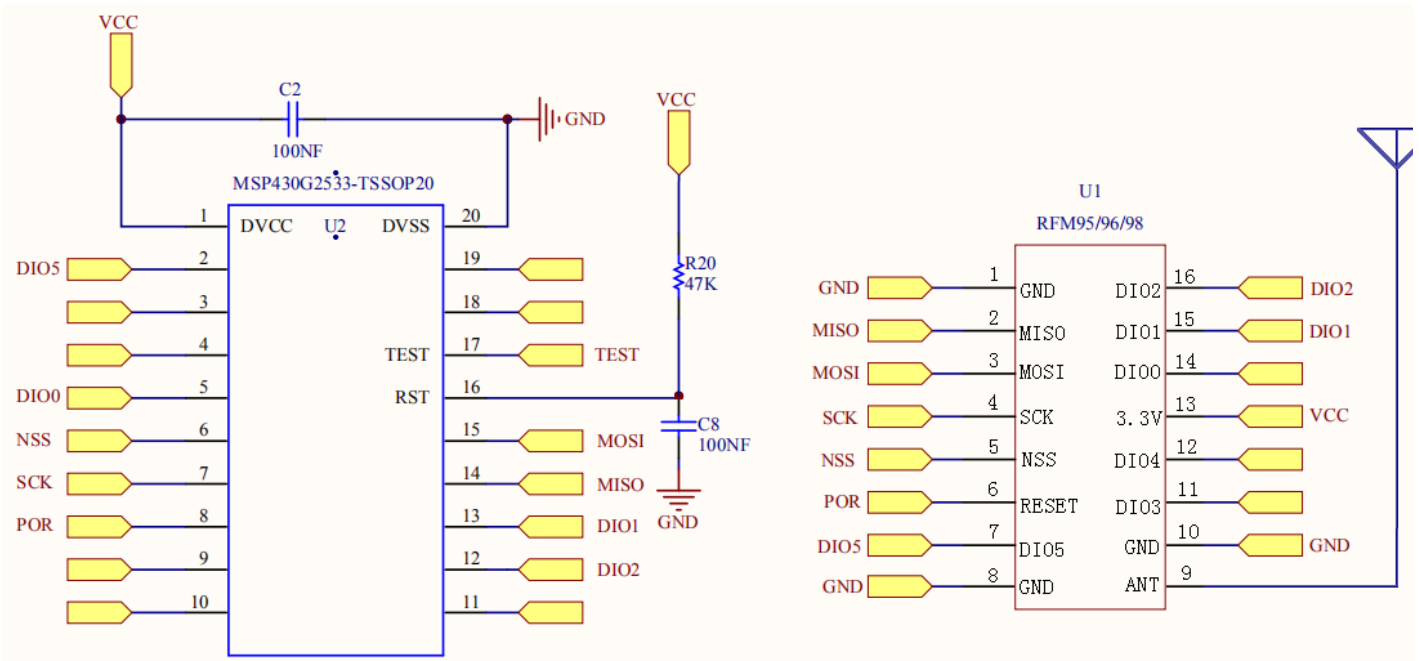 VCC
C2
100NF
GND
MSP430G2533-TSSOP20
U2
1 DVCC
DVSS 20
DIO5 2
19
3
18
4
TEST 17 TEST
DIO0 5
RST 16
NSS 6
15 MOSI
SCK 7
14 MISO
POR 8
13 DIO1
9
12 DIO2
10
11
VCC
R20
47K
C8
100NF
GND
U1
RFM95/96/98
GND 1 GND
DIO2 16 DIO2
MISO 2 MISO
DIO1 15 DIO1
MOSI 3 MOSI
DIO0 14
SCK 4 SCK
3.3V 13 VCC
NSS 5 NSS
DIO4 12
POR 6 RESET
DIO3 11
DIO5 7 DIO5
GND 10 GND
GND 8 GND
ANT 9